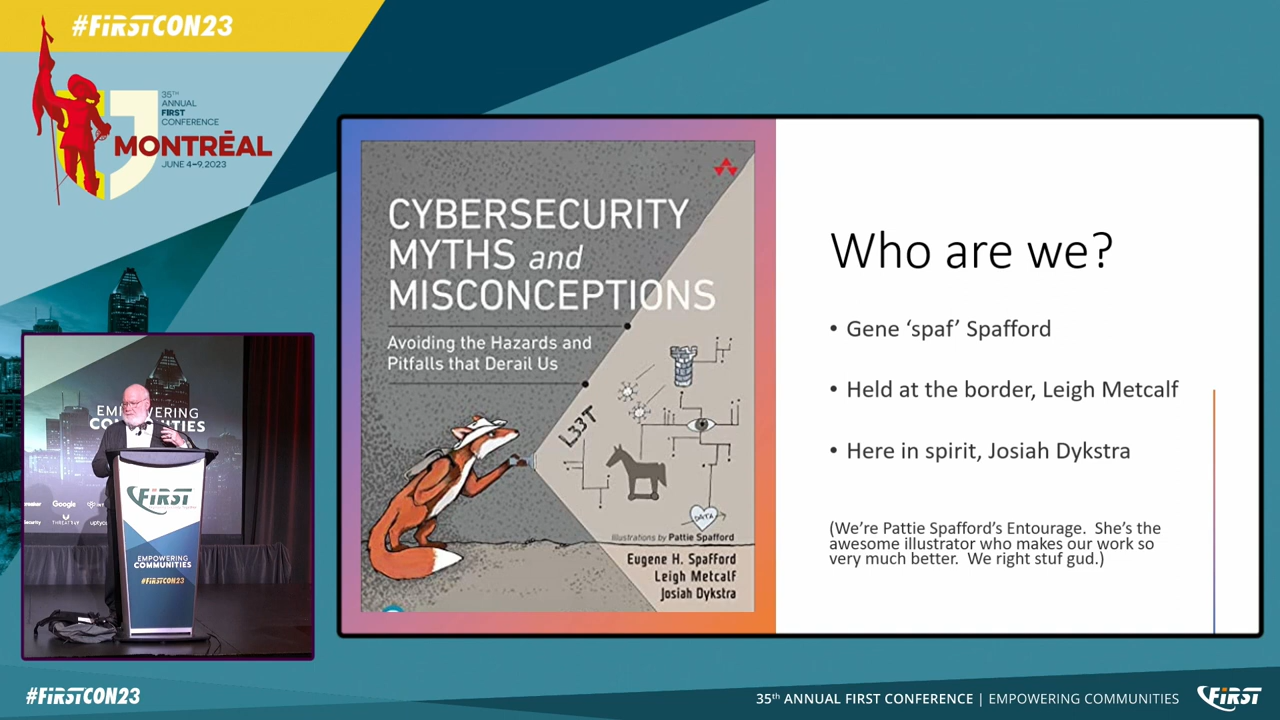 #FiRSTCON23
35TH
ANNUAL
FIRST
CONFERENCE
MONTRĒAL
JUNE 4–9, 2023
EMPOWERING
Google
THREATRAY
uptyc
FiRST
EMPOWERING
COMMUNITIES
#FiRSTCON23
CYBERSECURITY
MYTHS and
MISCONCEPTIONS
Avoiding the Hazards and
Pitfalls that Derail Us
L33T
DATA
Illustrations by Pattie Spafford
Eugene H. Spafford
Leigh Metcalf
Josiah Dykstra
Who are we?
• Gene ‘spaf’ Spafford
• Held at the border, Leigh Metcalf
• Here in spirit, Josiah Dykstra
(We’re Pattie Spafford’s Entourage. She’s the
awesome illustrator who makes our work so
very much better. We right stuf gud.)
#FiRSTCON23
35th ANNUAL FIRST CONFERENCE | EMPOWERING COMMUNITIES
FiRST